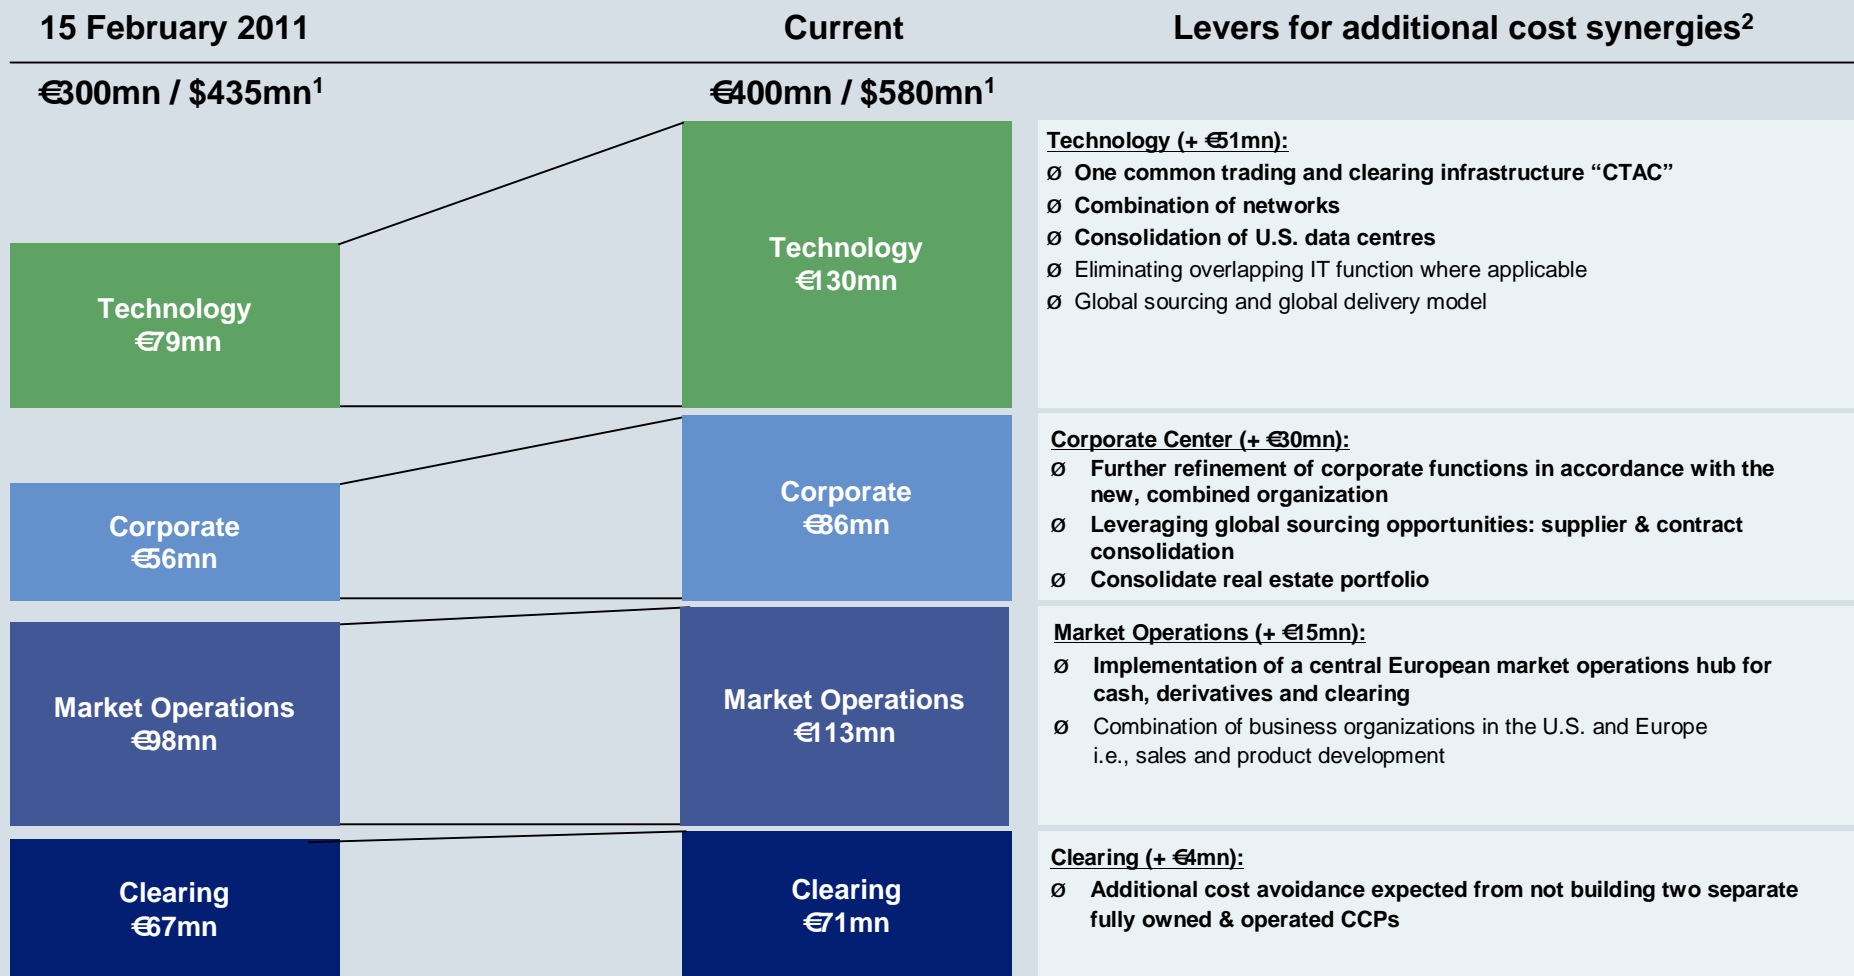 15 February 2011
Current
Levers for additional cost synergies²
€300mn / $435mn¹
€400mn / $580mn¹
Technology
€79mn
Technology
€130mn
Technology (+ €51mn):
Ø One common trading and clearing infrastructure “CTAC”
Ø Combination of networks
Ø Consolidation of U.S. data centres
Ø Eliminating overlapping IT function where applicable
Ø Global sourcing and global delivery model
Corporate
€56mn
Corporate
€86mn
Corporate Center (+ €30mn):
Ø Further refinement of corporate functions in accordance with the
new, combined organization
Ø Leveraging global sourcing opportunities: supplier & contract
consolidation
Ø Consolidate real estate portfolio
Market Operations
€98mn
Market Operations
€113mn
Market Operations (+ €15mn):
Ø Implementation of a central European market operations hub for
cash, derivatives and clearing
Ø Combination of business organizations in the U.S. and Europe
i.e., sales and product development
Clearing
€67mn
Clearing
€71mn
Clearing (+ €4mn):
Ø Additional cost avoidance expected from not building two separate
fully owned & operated CCPs